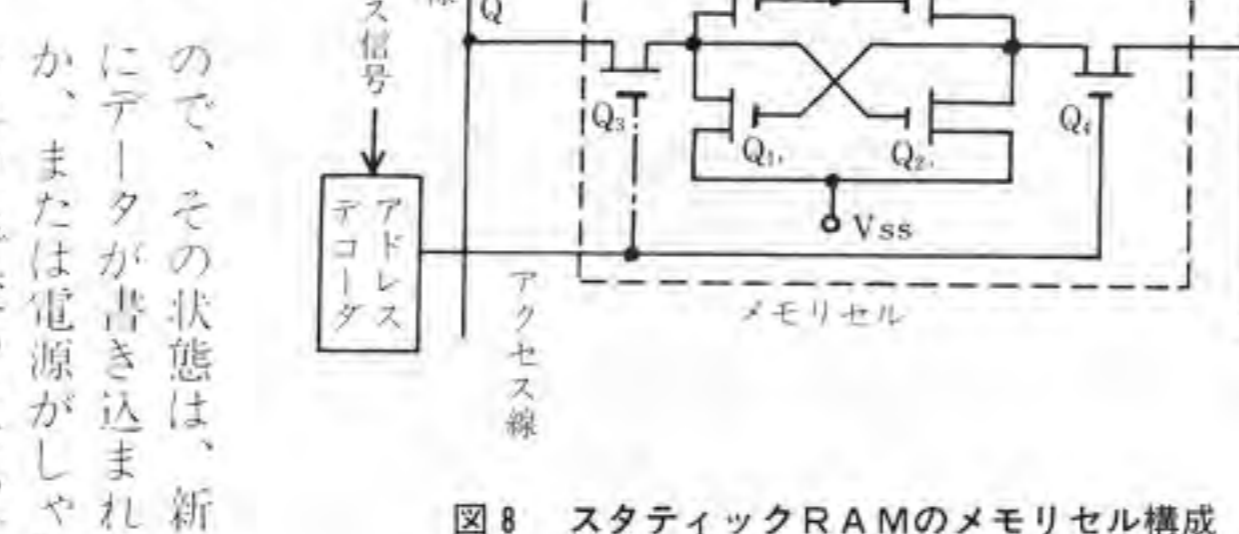 ので、その状態は、新
にデータが書き込まれ
か、または電源がしゃ
ス信号
線
Q
アドレス
デコーダ
アクセス線
Q3
Q1
Q2
Q4
Vss
メモリセル
図8 スタティックRAMのメモリセル構成